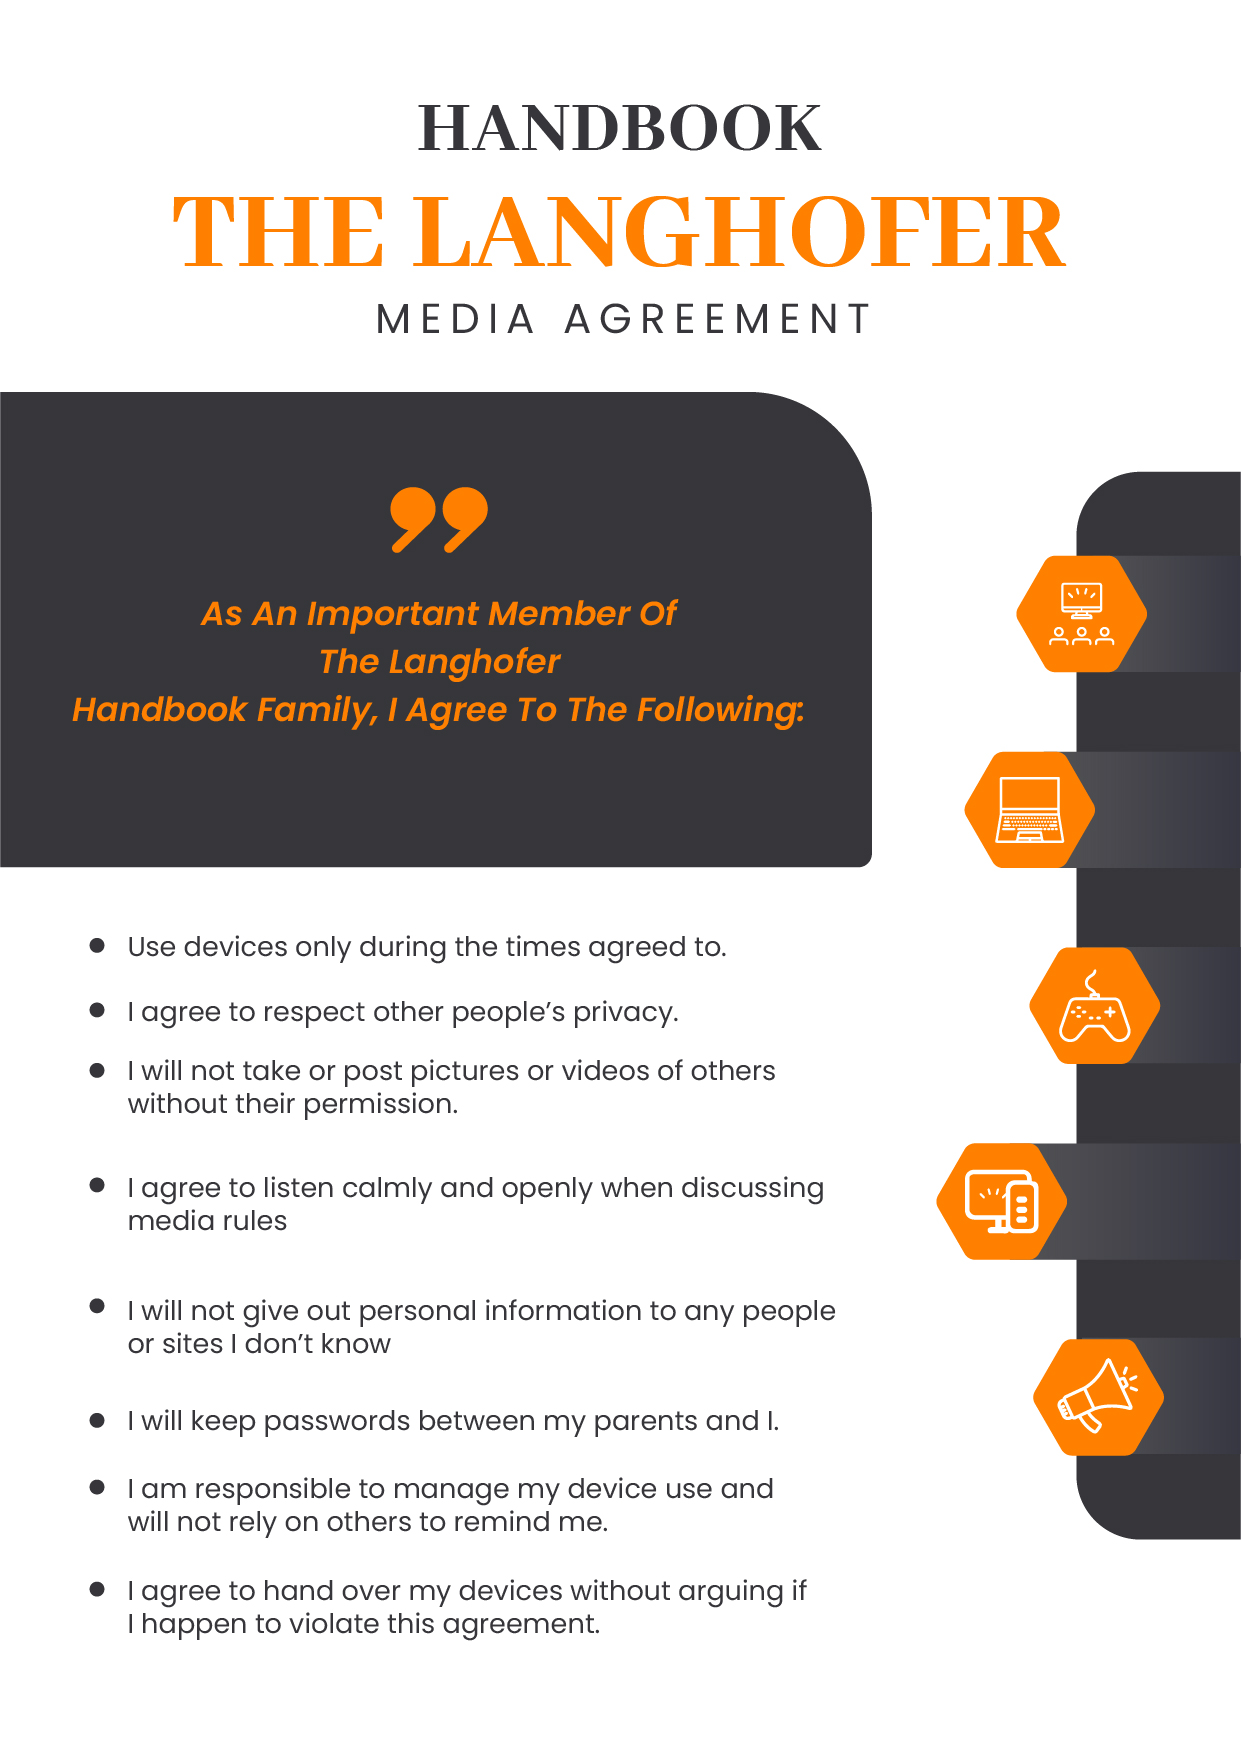 HANDBOOK
THE LANGHOFER
MEDIA AGREEMENT
As An Important Member Of
The Langhofer
Handbook Family, I Agree To The Following:
Use devices only during the times agreed to.
I agree to respect other people’s privacy.
I will not take or post pictures or videos of others
without their permission.
I agree to listen calmly and openly when discussing
media rules
I will not give out personal information to any people
or sites I don’t know
I will keep passwords between my parents and I.
I am responsible to manage my device use and
will not rely on others to remind me.
I agree to hand over my devices without arguing if
I happen to violate this agreement.